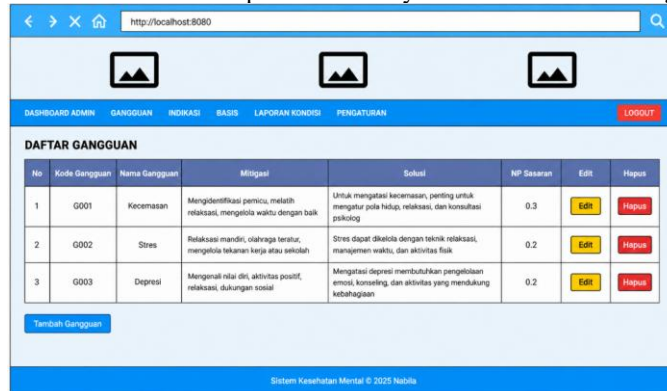 http://localhost:8080
DASHBOARD ADMIN GANGGUAN INDIKASI BASIS LAPORAN KONDISI PENGATURAN LOGOUT
DAFTAR GANGGUAN
No Kode Gangguan Nama Gangguan Mitigasi Solusi NP Sasaran Edit Hapus
1 G001 Kecemasan
Mengidentifikasi pemicu, melatih
relaksasi, mengelola waktu dengan baik
Untuk mengatasi kecemasan, penting untuk
mengatur pola hidup, relaksasi, dan konsultasi
psikolog
0.3 Edit Hapus
2 G002 Stres
Relaksasi mandiri, olahraga teratur,
mengelola tekanan kerja atau sekolah
Stres dapat dikelola dengan teknik relaksasi,
manajemen waktu, dan aktivitas fisik
0.2 Edit Hapus
3 G003 Depresi
Mengenali nilai diri, aktivitas positif,
relaksasi, dukungan sosial
Mengatasi depresi membutuhkan pengelolaan
emosi, konseling, dan aktivitas yang mendukung
kebahagiaan
0.2 Edit Hapus
Tambah Gangguan
Sistem Kesehatan Mental © 2025 Nabila